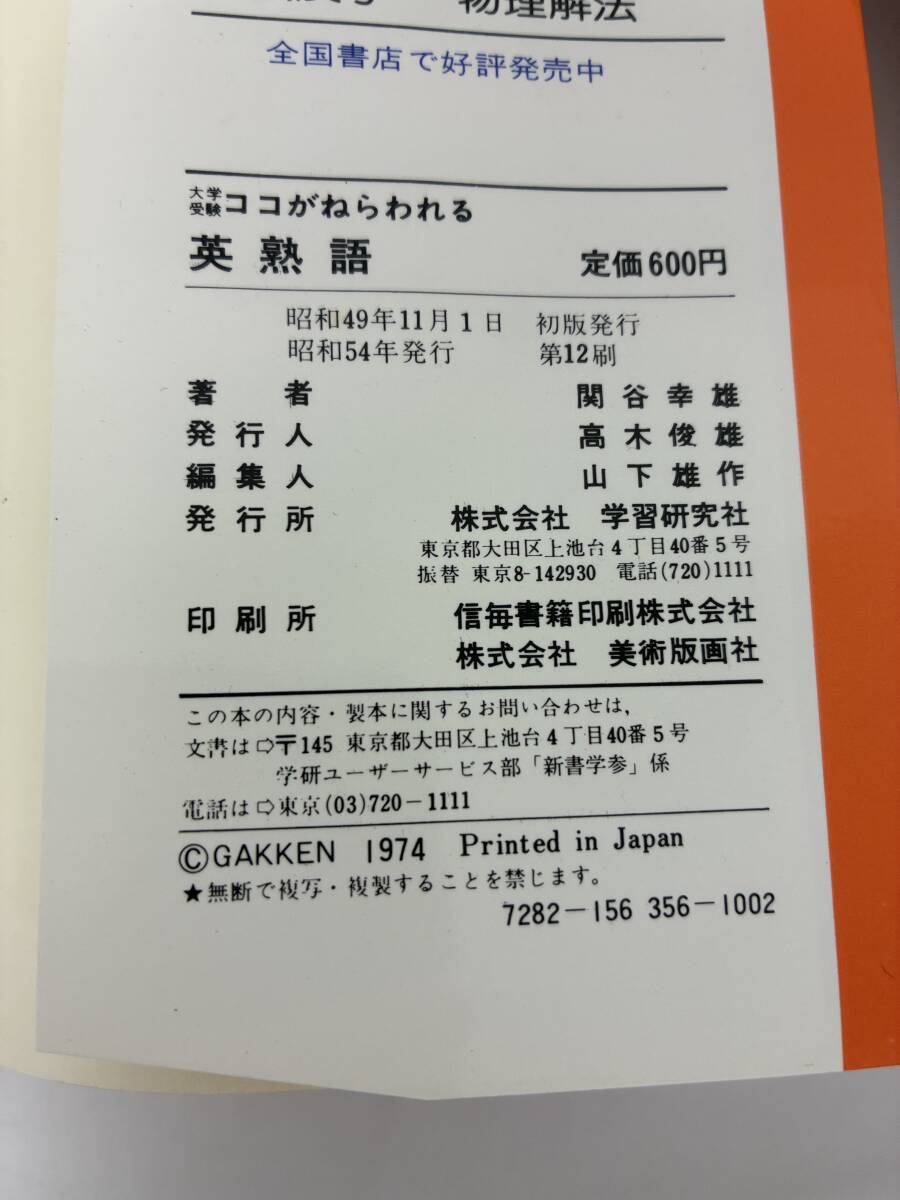 物理解法
全国書店で好評発売中
大学受験 ココがねらわれる
英熟語 定価600円
昭和49年11月1日 初版発行
昭和54年発行 第12刷
著者 関谷幸雄
発行人 高木俊雄
編集人 山下雄作
発行所 株式会社 学習研究社
東京都大田区上池台4丁目40番5号
振替 東京8-142930 電話(720)1111
印刷所 信毎書籍印刷株式会社
株式会社 美術版画社
この本の内容・製本に関するお問い合わせは,
文書は⇨〒145 東京都大田区上池台4丁目40番5号
学研ユーザーサービス部「新書学参」係
電話は⇨東京(03)720-1111
©GAKKEN 1974 Printed in Japan
★無断で複写・複製することを禁じます。
7282-156 356-1002